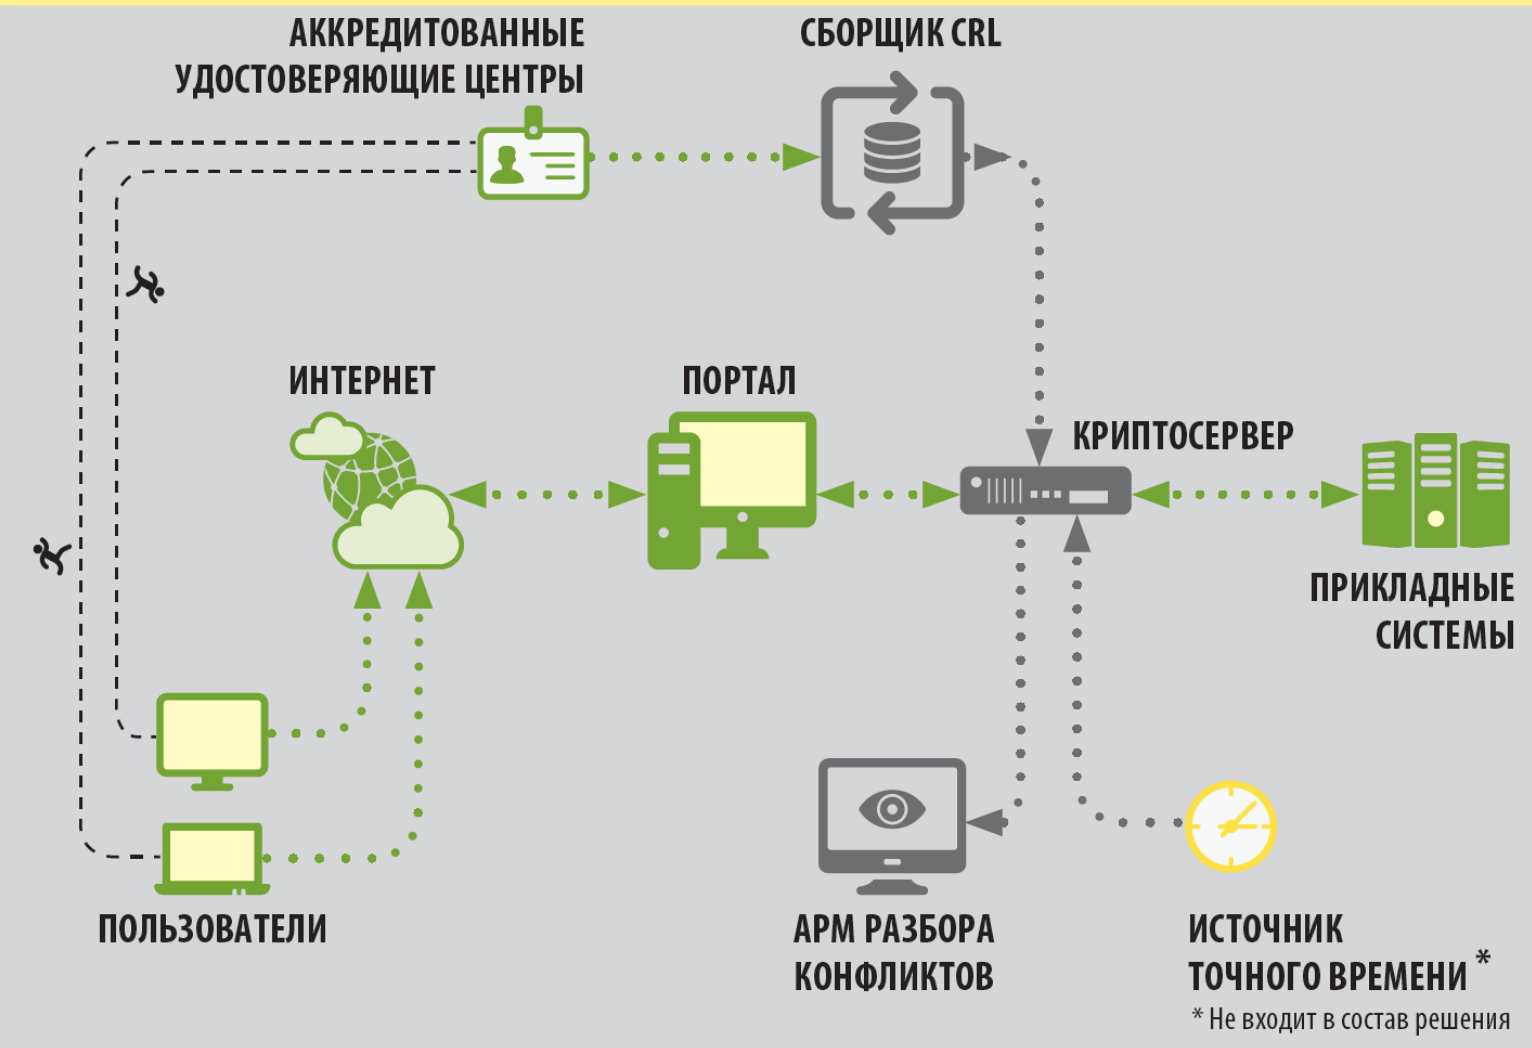 АККРЕДИТОВАННЫЕ
УДОСТОВЕРЯЮЩИЕ ЦЕНТРЫ
СБОРЩИК CRL
ИНТЕРНЕТ
ПОРТАЛ
КРИПТОСЕРВЕР
ПРИКЛАДНЫЕ
СИСТЕМЫ
ПОЛЬЗОВАТЕЛИ
АРМ РАЗБОРА
КОНФЛИКТОВ
ИСТОЧНИК
ТОЧНОГО ВРЕМЕНИ *
* Не входит в состав решения